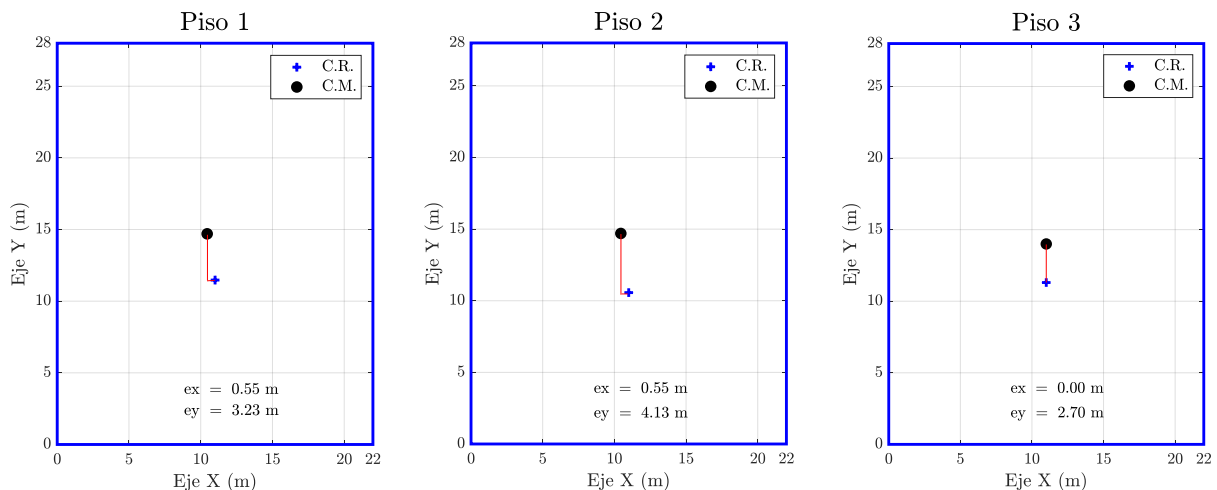 Piso 1
28
25
20
15
10
5
0
Eje Y (m)
C.R.
C.M.
ex = 0.55 m
ey = 3.23 m
0 5 10 15 20 22
Eje X (m)
Piso 2
28
25
20
15
10
5
0
Eje Y (m)
C.R.
C.M.
ex = 0.55 m
ey = 4.13 m
0 5 10 15 20 22
Eje X (m)
Piso 3
28
25
20
15
10
5
0
Eje Y (m)
C.R.
C.M.
ex = 0.00 m
ey = 2.70 m
0 5 10 15 20 22
Eje X (m)